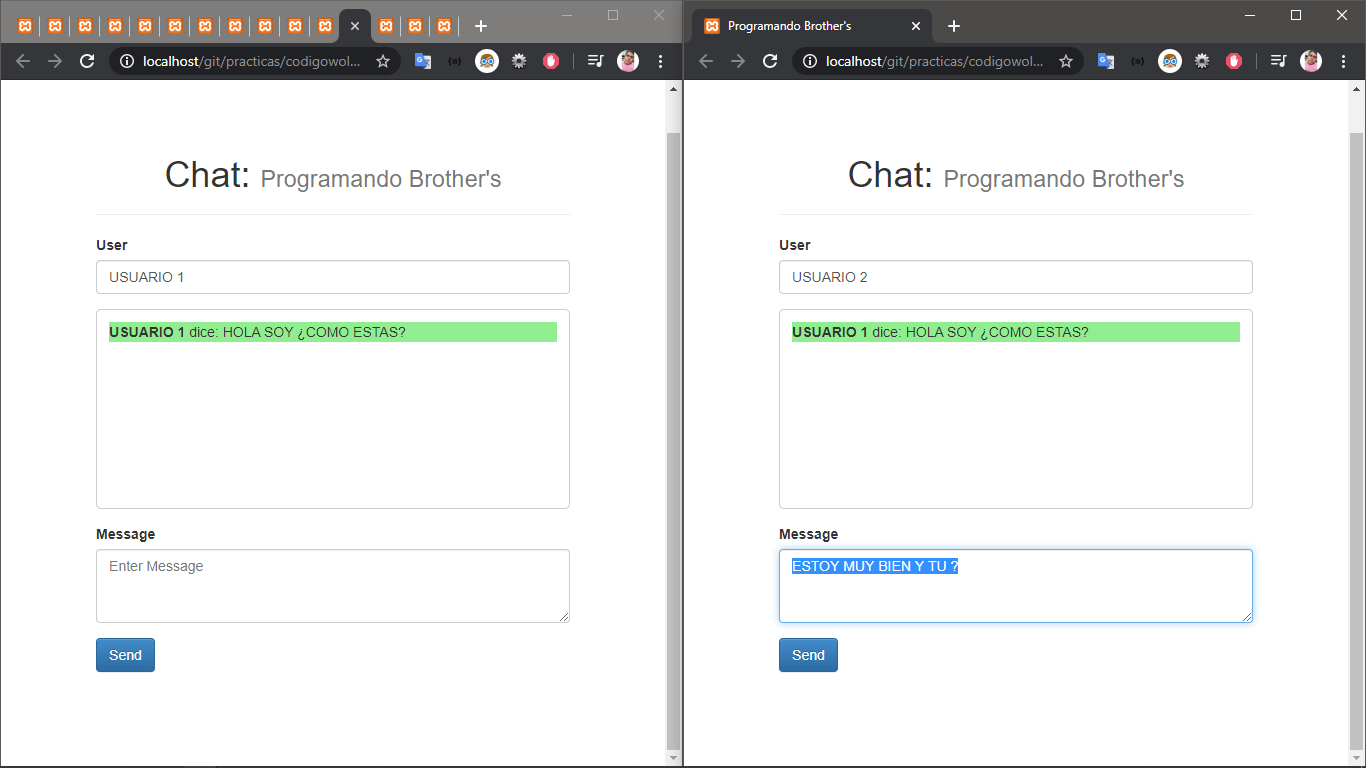 localhost/git/practicas/codigowol...
Chat: Programando Brother's
User
USUARIO 1
USUARIO 1 dice: HOLA SOY ¿COMO ESTAS?
Message
Enter Message
Send
Programando Brother's
localhost/git/practicas/codigowol...
Chat: Programando Brother's
User
USUARIO 2
USUARIO 1 dice: HOLA SOY ¿COMO ESTAS?
Message
ESTOY MUY BIEN Y TU ?
Send